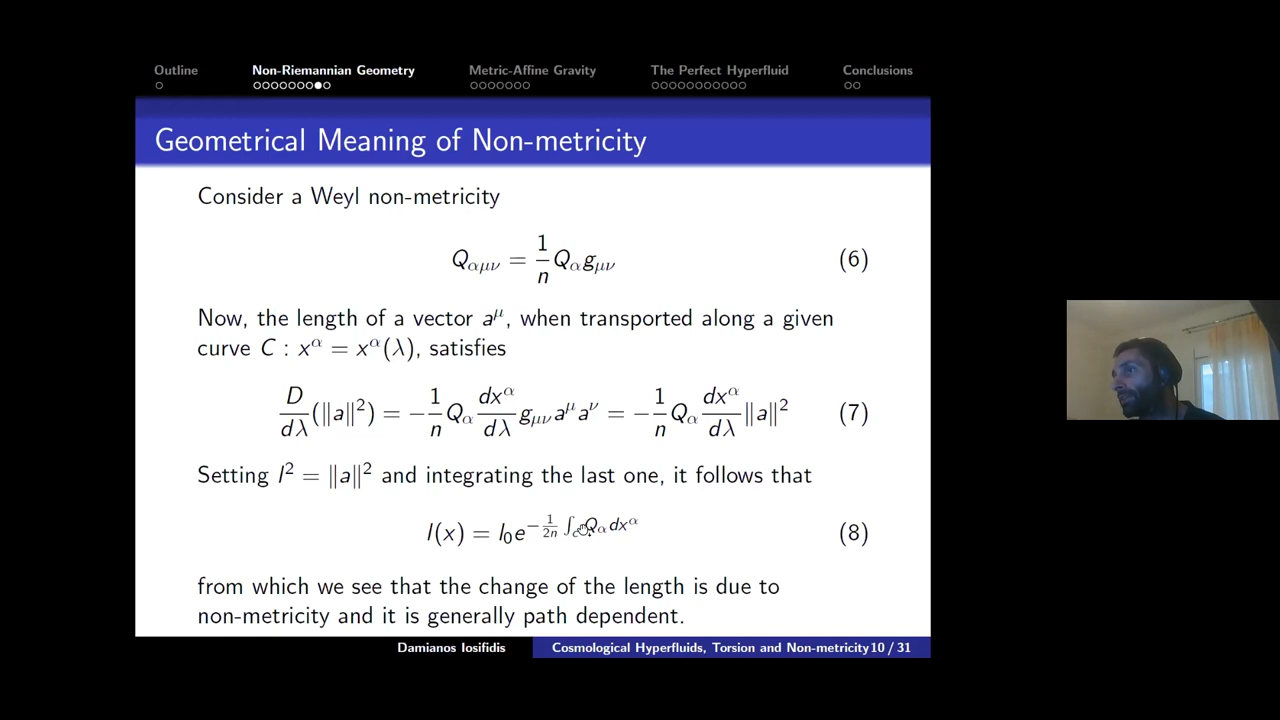 Outline Non-Riemannian Geometry Metric-Affine Gravity The Perfect Hyperfluid Conclusions
Geometrical Meaning of Non-metricity
Consider a Weyl non-metricity
Q_{αμν} = \frac{1}{n} Q_α g_{μν} (6)
Now, the length of a vector a^μ, when transported along a given
curve C : x^α = x^α(λ), satisfies
\frac{D}{dλ}(‖a‖^2) = −\frac{1}{n} Q_α \frac{dx^α}{dλ} g_{μν} a^μ a^ν = −\frac{1}{n} Q_α \frac{dx^α}{dλ} ‖a‖^2 (7)
Setting l^2 = ‖a‖^2 and integrating the last one, it follows that
l(x) = l_0 e^{−\frac{1}{2n} ∫_c Q_α dx^α} (8)
from which we see that the change of the length is due to
non-metricity and it is generally path dependent.
Damianos Iosifidis Cosmological Hyperfluids, Torsion and Non-metricity 10 / 31